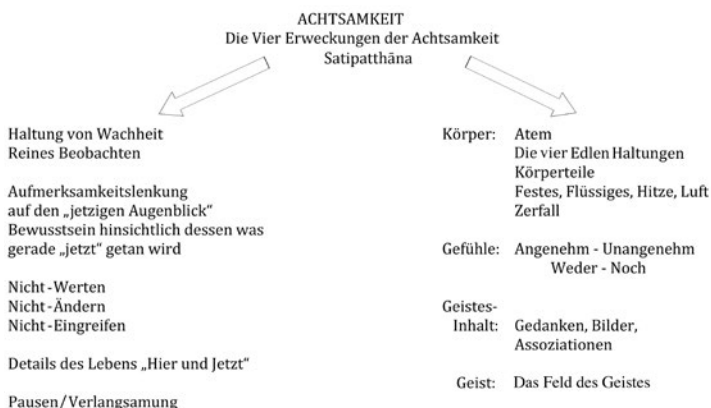 ACHTSAMKEIT
Die Vier Erweckungen der Achtsamkeit
Satipatthāna
Haltung von Wachheit
Reines Beobachten
Aufmerksamkeitslenkung
auf den „jetzigen Augenblick“
Bewusstsein hinsichtlich dessen was
gerade „jetzt“ getan wird
Nicht-Werten
Nicht-Ändern
Nicht-Eingreifen
Details des Lebens „Hier und Jetzt“
Pausen/Verlangsamung
Körper: Atem
Die vier Edlen Haltungen
Körperteile
Festes, Flüssiges, Hitze, Luft
Zerfall
Gefühle: Angenehm - Unangenehm
Weder - Noch
Geistes-
Inhalt: Gedanken, Bilder,
Assoziationen
Geist: Das Feld des Geistes